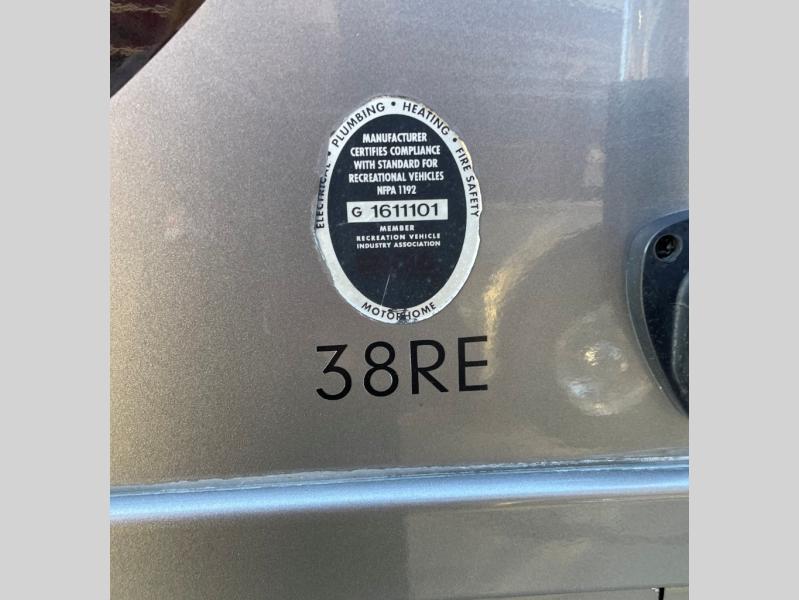 ELECTRICAL • PLUMBING • HEATING • FIRE SAFETY
MANUFACTURER
CERTIFIES COMPLIANCE
WITH STANDARD FOR
RECREATIONAL VEHICLES
NFPA 1192
G 1611101
MEMBER
RECREATION VEHICLE
INDUSTRY ASSOCIATION
MOTORHOME
38RE